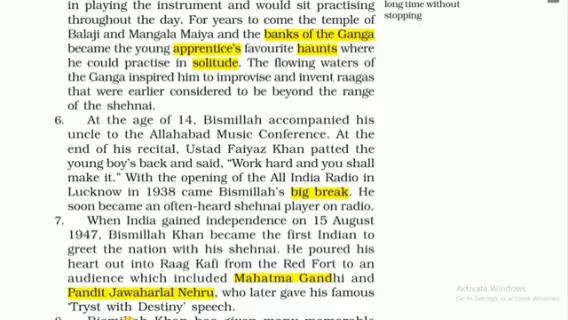 in playing the instrument and would sit practising
throughout the day. For years to come the temple of
Balaji and Mangala Maiya and the banks of the Ganga
became the young apprentice's favourite haunts where
he could practise in solitude. The flowing waters of
the Ganga inspired him to improvise and invent raagas
that were earlier considered to be beyond the range
of the shehnai.
6. At the age of 14, Bismillah accompanied his
uncle to the Allahabad Music Conference. At the
end of his recital, Ustad Faiyaz Khan patted the
young boy's back and said, “Work hard and you shall
make it.” With the opening of the All India Radio in
Lucknow in 1938 came Bismillah's big break. He
soon became an often-heard shehnai player on radio.
7. When India gained independence on 15 August
1947, Bismillah Khan became the first Indian to
greet the nation with his shehnai. He poured his
heart out into Raag Kafi from the Red Fort to an
audience which included Mahatma Gandhi and
Pandit Jawaharlal Nehru, who later gave his famous
‘Tryst with Destiny’ speech.
8. Bismillah Khan has given many memorable
long time without
stopping
Activate Windows
Go to Settings to activate Windows.